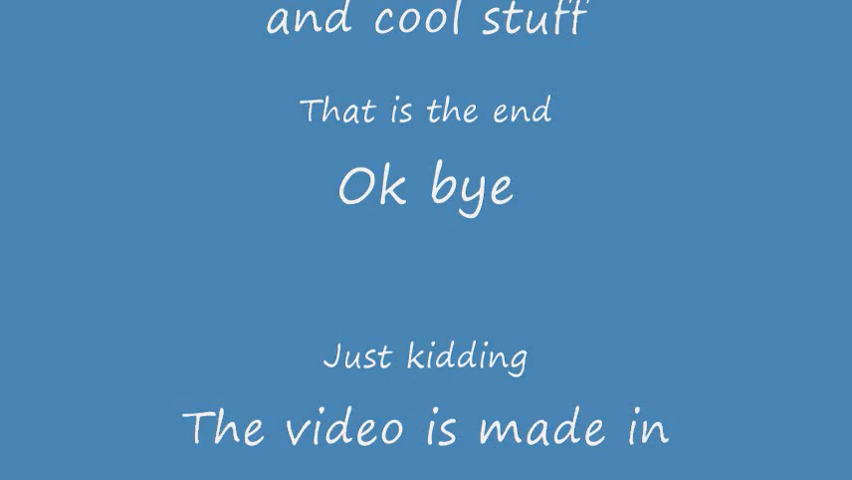 and cool stuff
That is the end
Ok bye
Just kidding
The video is made in